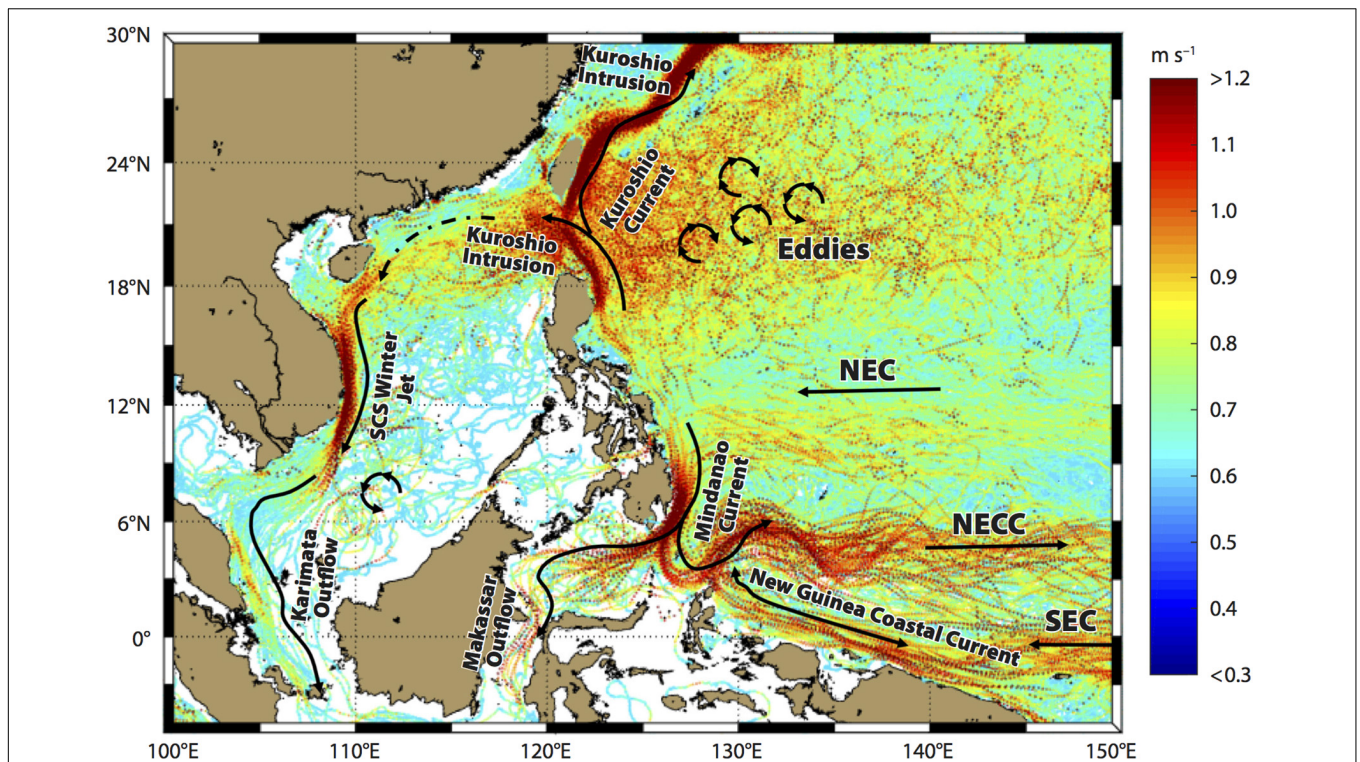 30°N
24°N
18°N
12°N
6°N
0°
100°E
110°E
120°E
130°E
140°E
150°E
Kuroshio
Intrusion
Kuroshio
Current
Kuroshio
Intrusion
Eddies
SCS Winter
Jet
NEC
Mindanao
Current
NECC
Karimata
Outflow
Makassar
Outflow
New Guinea Coastal Current
SEC
m s⁻¹
>1.2
1.0
0.9
0.8
0.7
0.6
0.5
0.4
<0.3